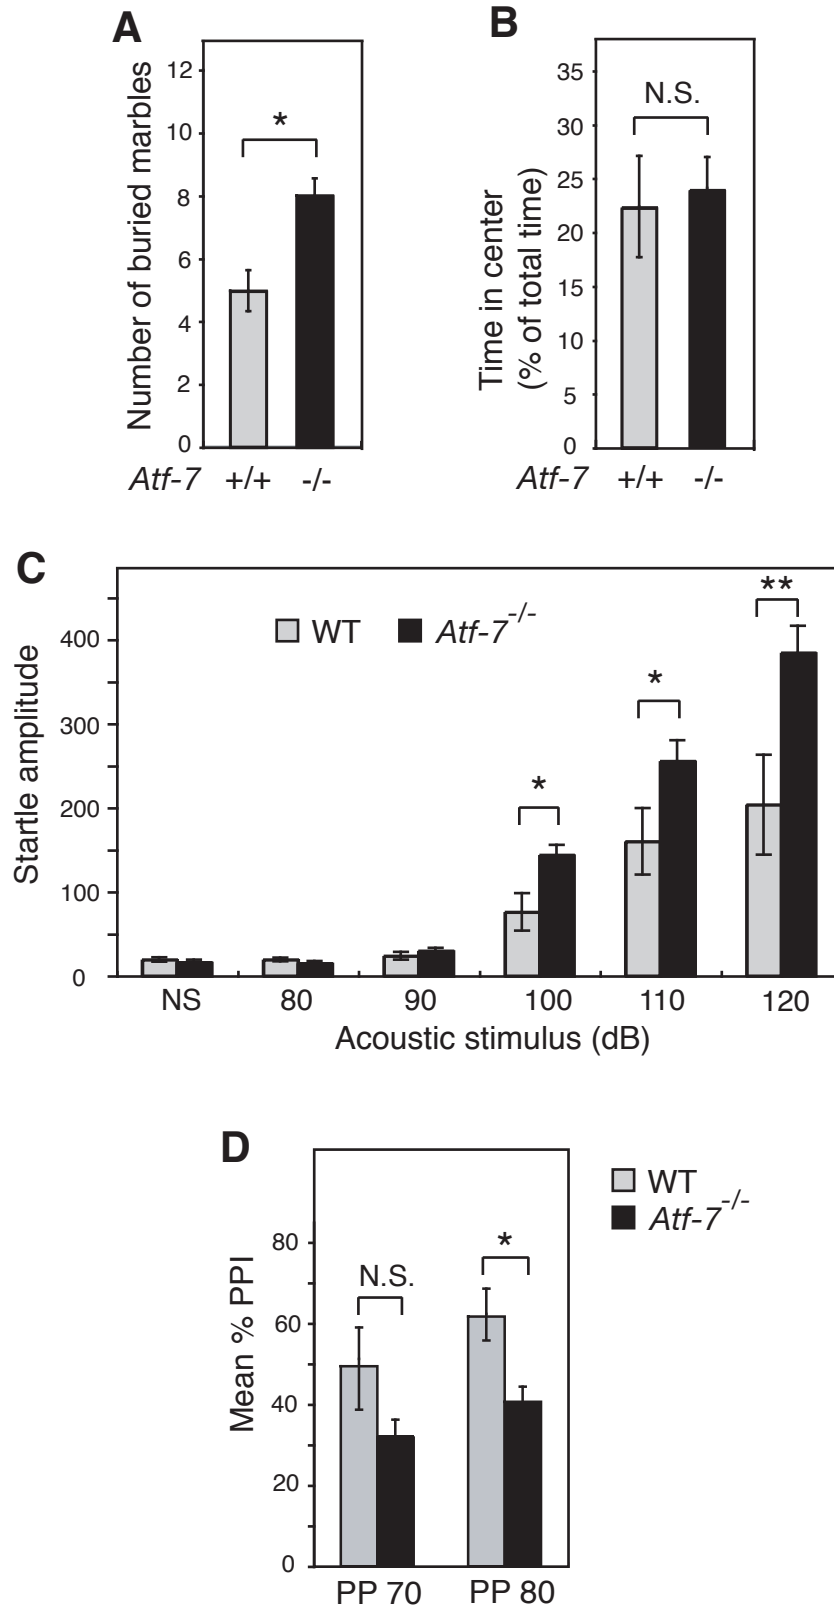 A
Number of buried marbles
12
10
8
6
4
2
0
*
Atf-7 +/+ -/-
B
Time in center
(% of total time)
35
30
25
20
15
10
5
0
N.S.
Atf-7 +/+ -/-
C
Startle amplitude
400
300
200
100
0
WT Atf-7-/-
*
*
**
NS 80 90 100 110 120
Acoustic stimulus (dB)
D
Mean % PPI
80
60
40
20
0
N.S.
*
WT
Atf-7-/-
PP 70 PP 80